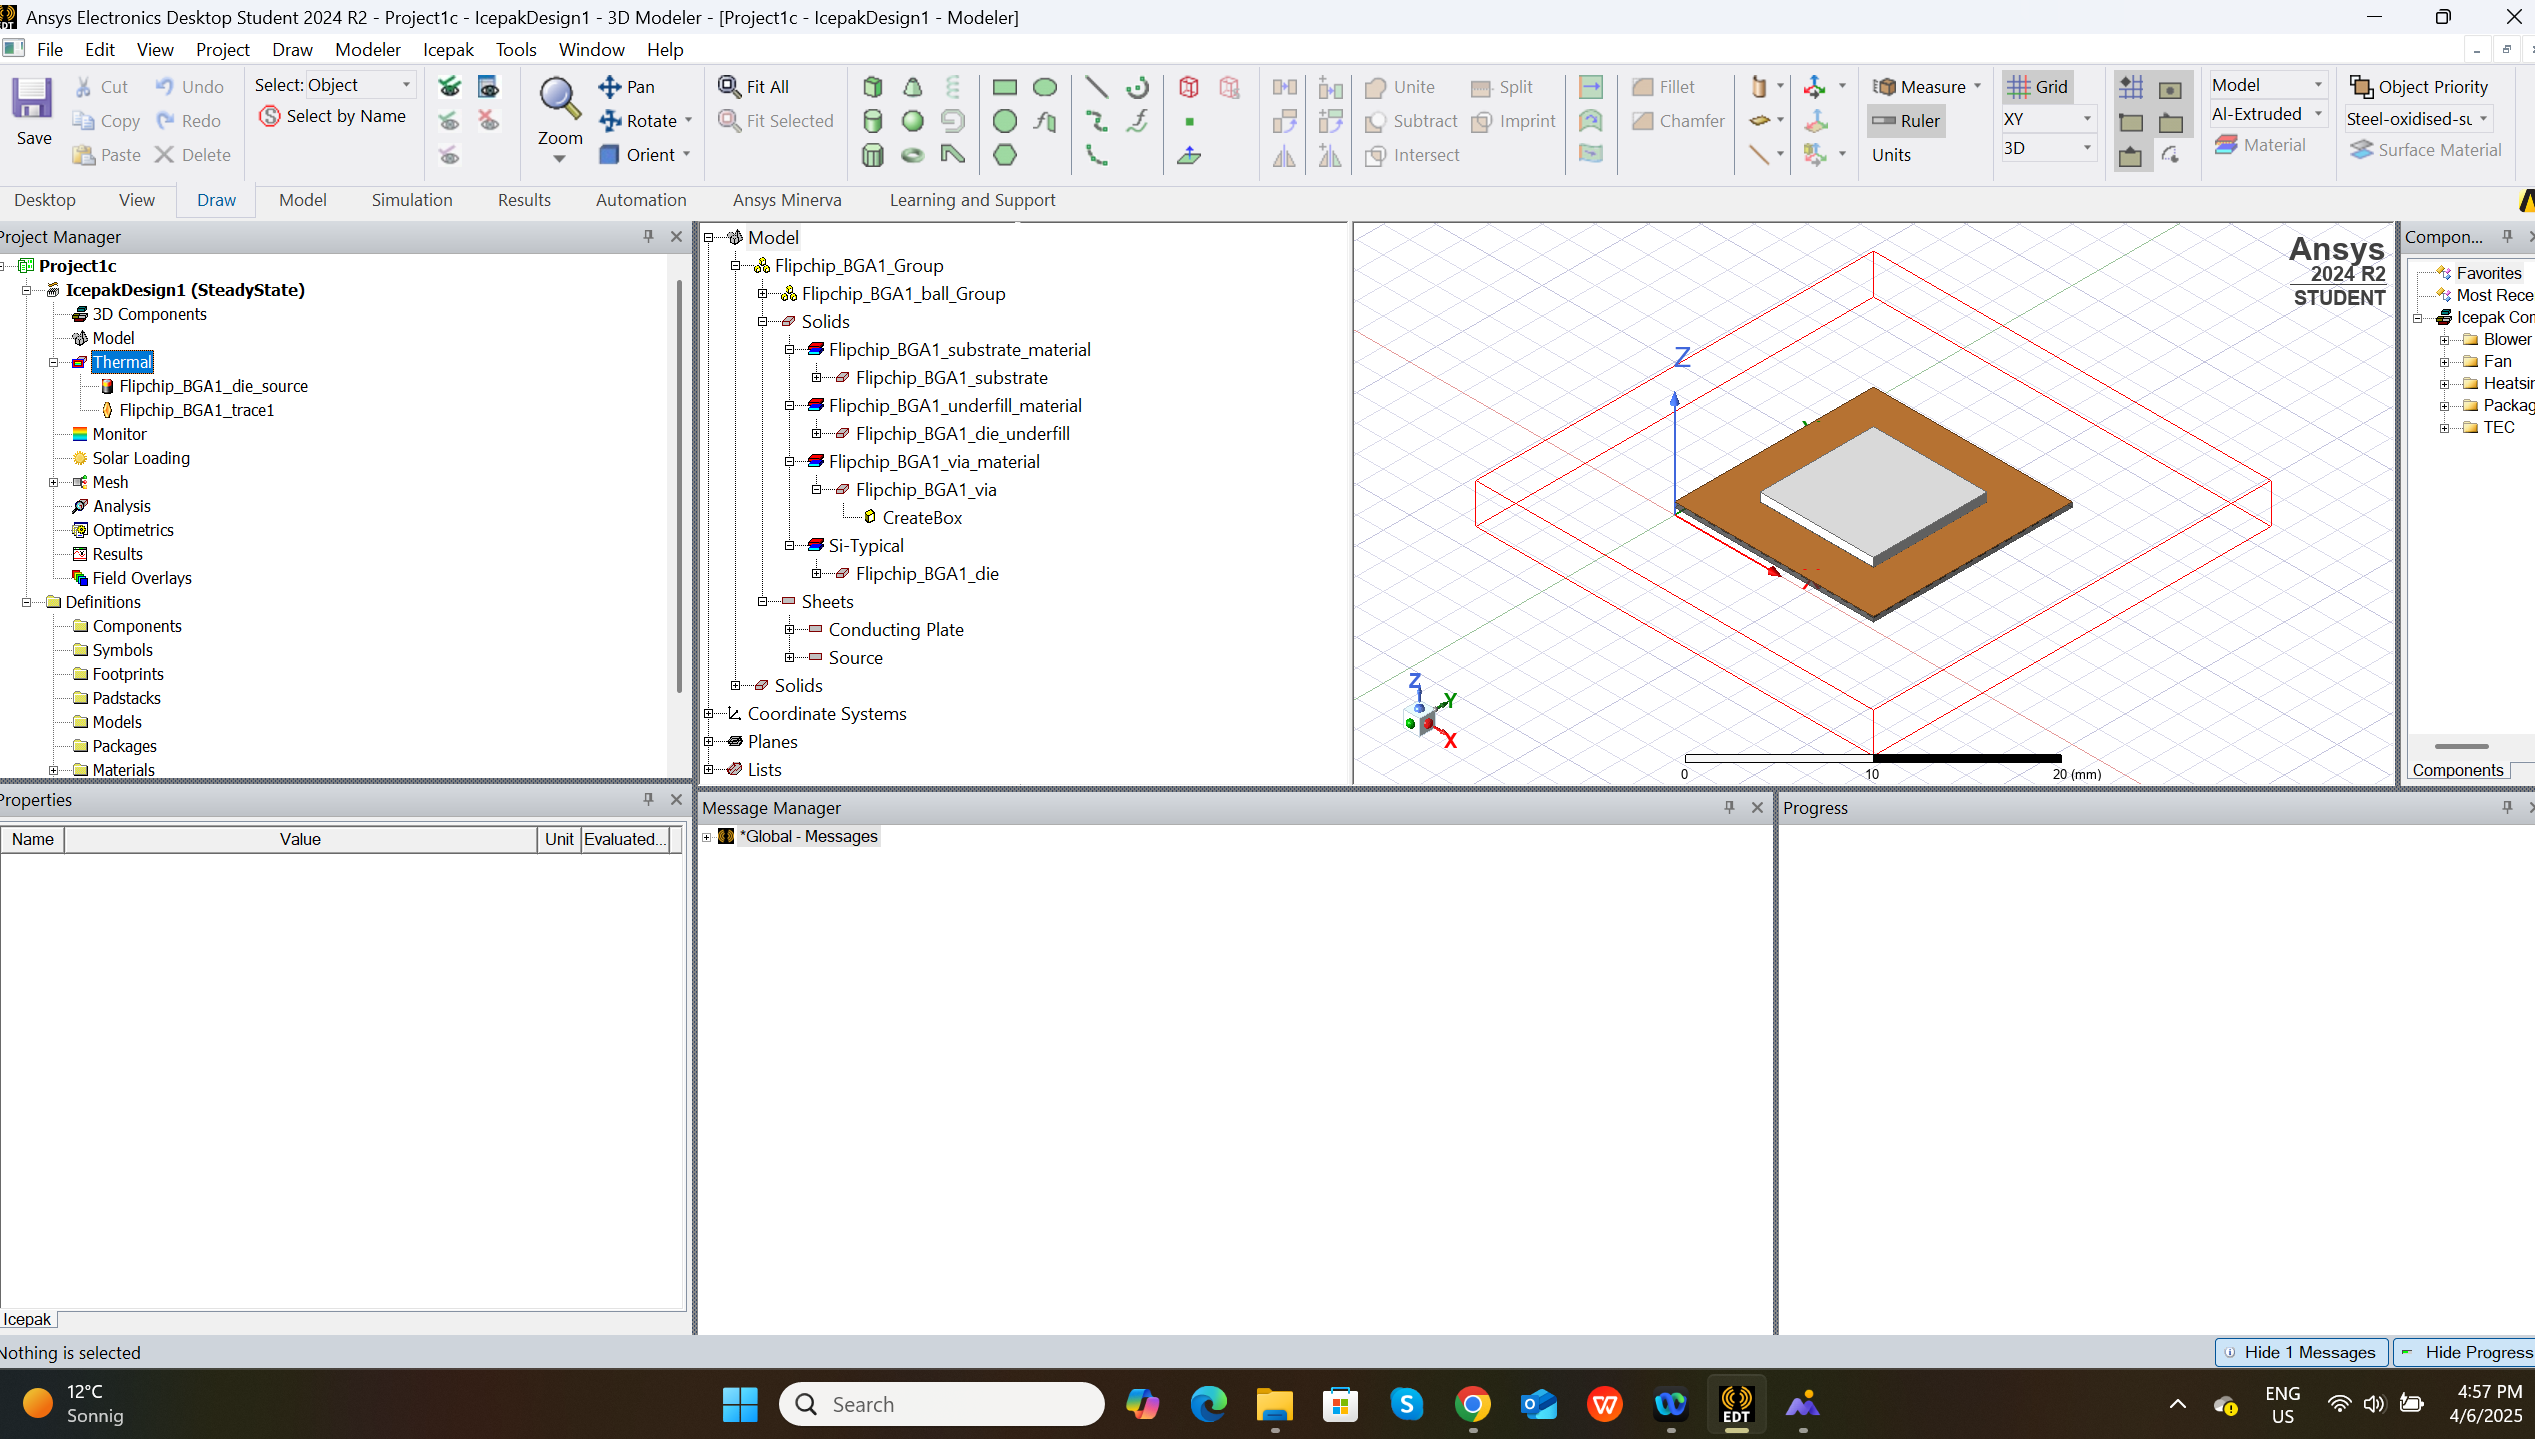 Ansys Electronics Desktop Student 2024 R2 - Project1c - IcepakDesign1 - 3D Modeler - [Project1c - IcepakDesign1 - Modeler]
File Edit View Project Draw Modeler Icepak Tools Window Help
Save
Cut
Copy
Paste
Undo
Redo
Delete
Select: Object
Select by Name
Zoom
Pan
Rotate
Orient
Fit All
Fit Selected
Unite
Subtract
Intersect
Split
Imprint
Fillet
Chamfer
Measure
Ruler
Units
Grid
XY
3D
Model
Al-Extruded
Material
Object Priority
Steel-oxidised-su
Surface Material
Desktop View Draw Model Simulation Results Automation Ansys Minerva Learning and Support
Project Manager
Project1c
IcepakDesign1 (SteadyState)
3D Components
Model
Thermal
Flipchip_BGA1_die_source
Flipchip_BGA1_trace1
Monitor
Solar Loading
Mesh
Analysis
Optimetrics
Results
Field Overlays
Definitions
Components
Symbols
Footprints
Padstacks
Models
Packages
Materials
Model
Flipchip_BGA1_Group
Flipchip_BGA1_ball_Group
Solids
Flipchip_BGA1_substrate_material
Flipchip_BGA1_substrate
Flipchip_BGA1_underfill_material
Flipchip_BGA1_die_underfill
Flipchip_BGA1_via_material
Flipchip_BGA1_via
CreateBox
Si-Typical
Flipchip_BGA1_die
Sheets
Conducting Plate
Source
Solids
Coordinate Systems
Planes
Lists
Ansys
2024 R2
STUDENT
Z
Z
Y
X
0 10 20 (mm)
Compon...
Favorites
Most Rece
Icepak Con
Blower
Fan
Heatsin
Packag
TEC
Components
Properties
Name Value Unit Evaluated...
Icepak
Message Manager
*Global - Messages
Progress
Nothing is selected
Hide 1 Messages
Hide Progress
12°C
Sonnig
Search
EDT
ENG
US
4:57 PM
4/6/2025